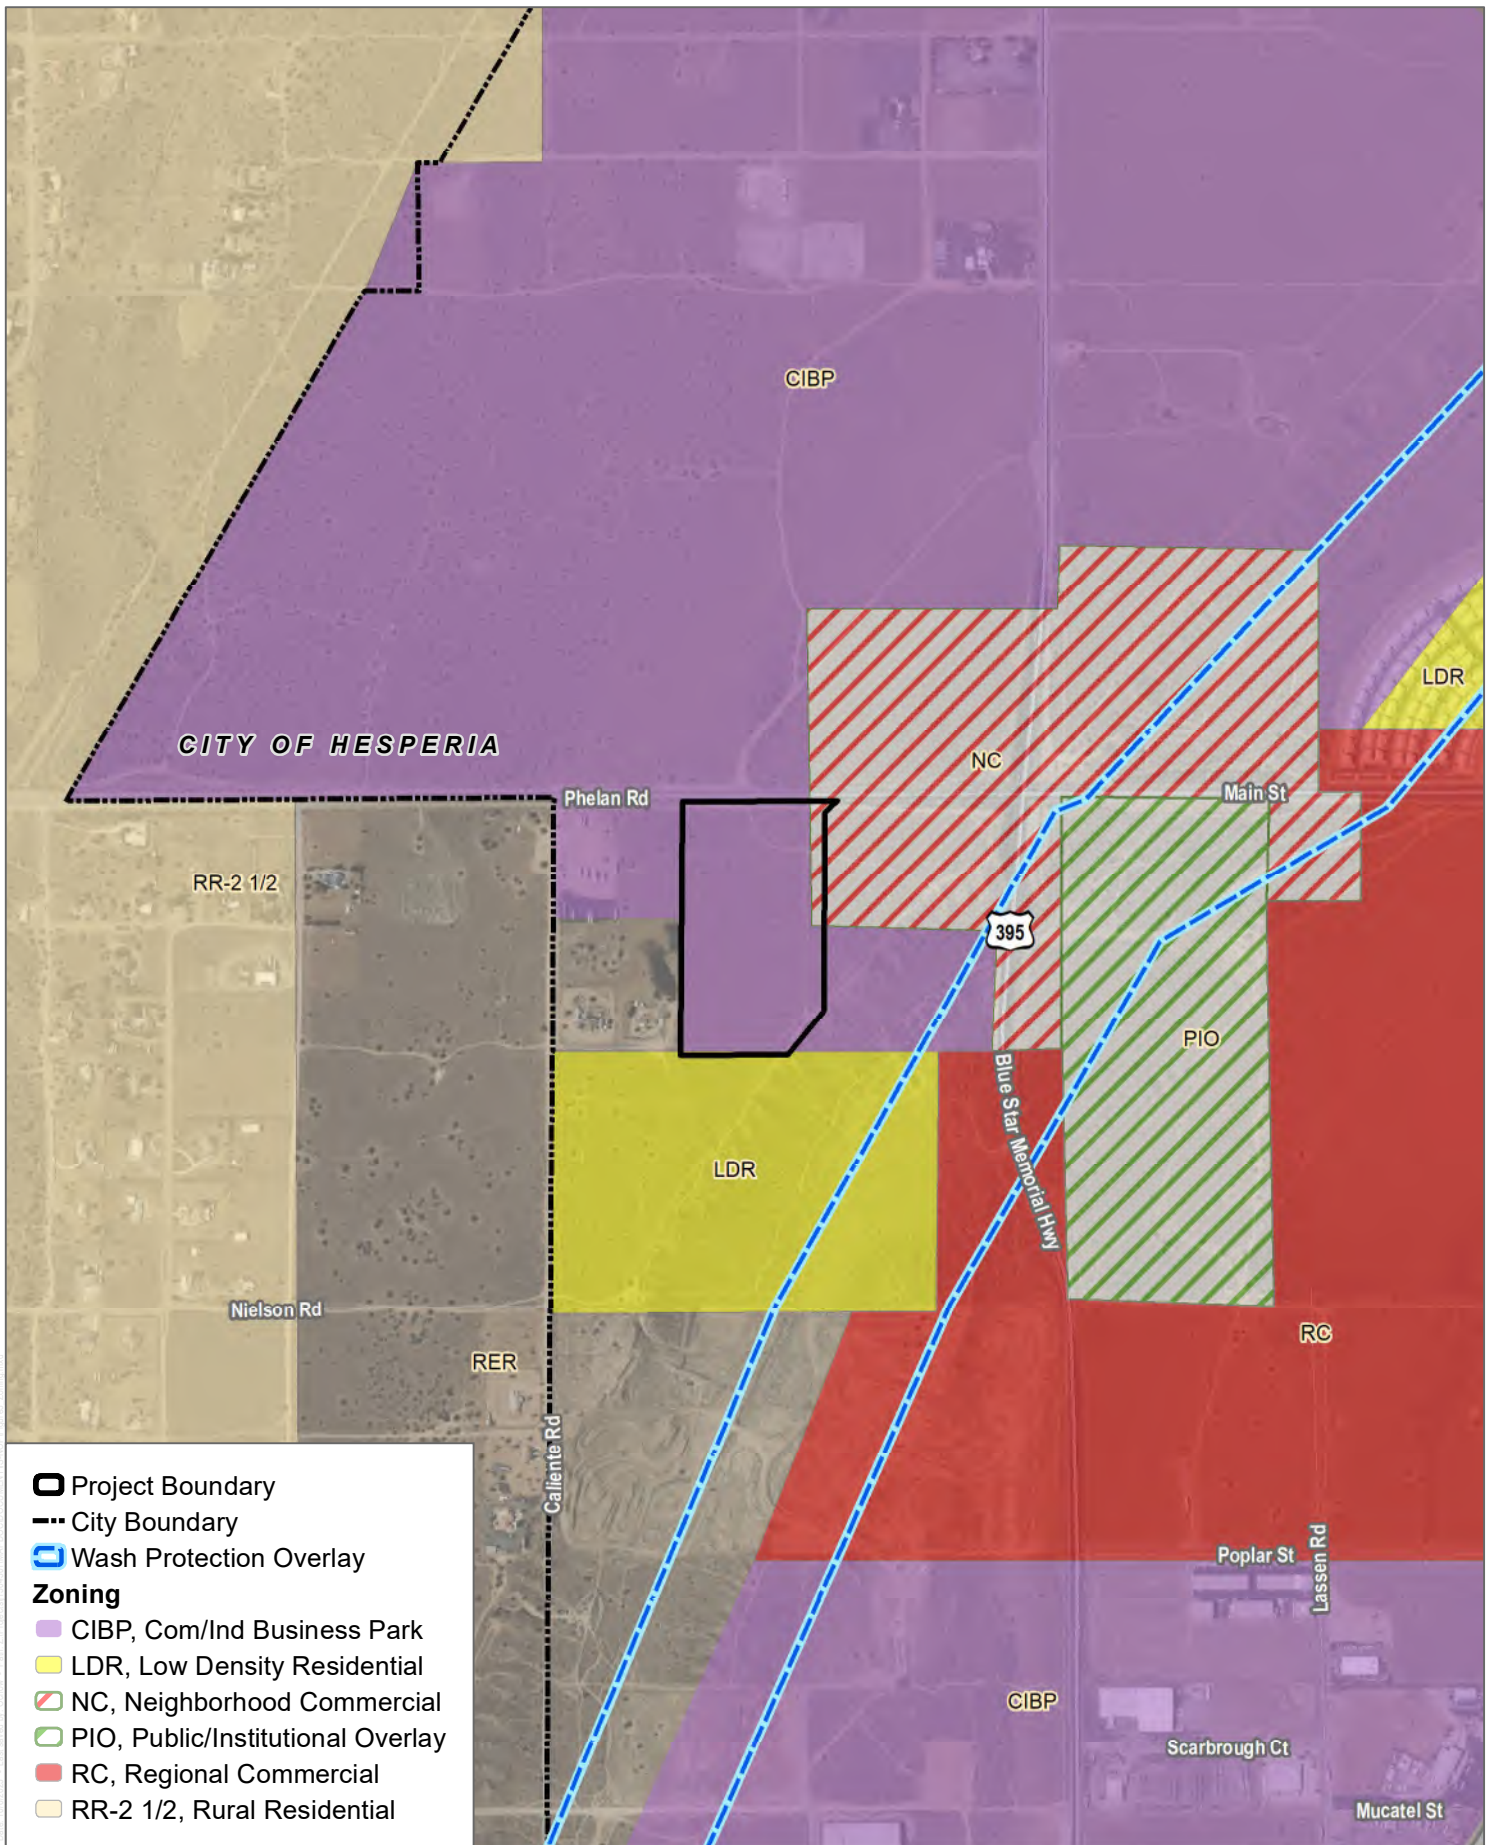 CIBP
LDR
CITY OF HESPERIA
NC
Phelan Rd
Main St
RR-2 1/2
395
PIO
Blue Star Memorial Hwy
LDR
Nielson Rd
RC
RER
Caliente Rd
Poplar St
Lassen Rd
CIBP
Scarbrough Ct
Mucatel St
Project Boundary
City Boundary
Wash Protection Overlay
Zoning
CIBP, Com/Ind Business Park
LDR, Low Density Residential
NC, Neighborhood Commercial
PIO, Public/Institutional Overlay
RC, Regional Commercial
RR-2 1/2, Rural Residential